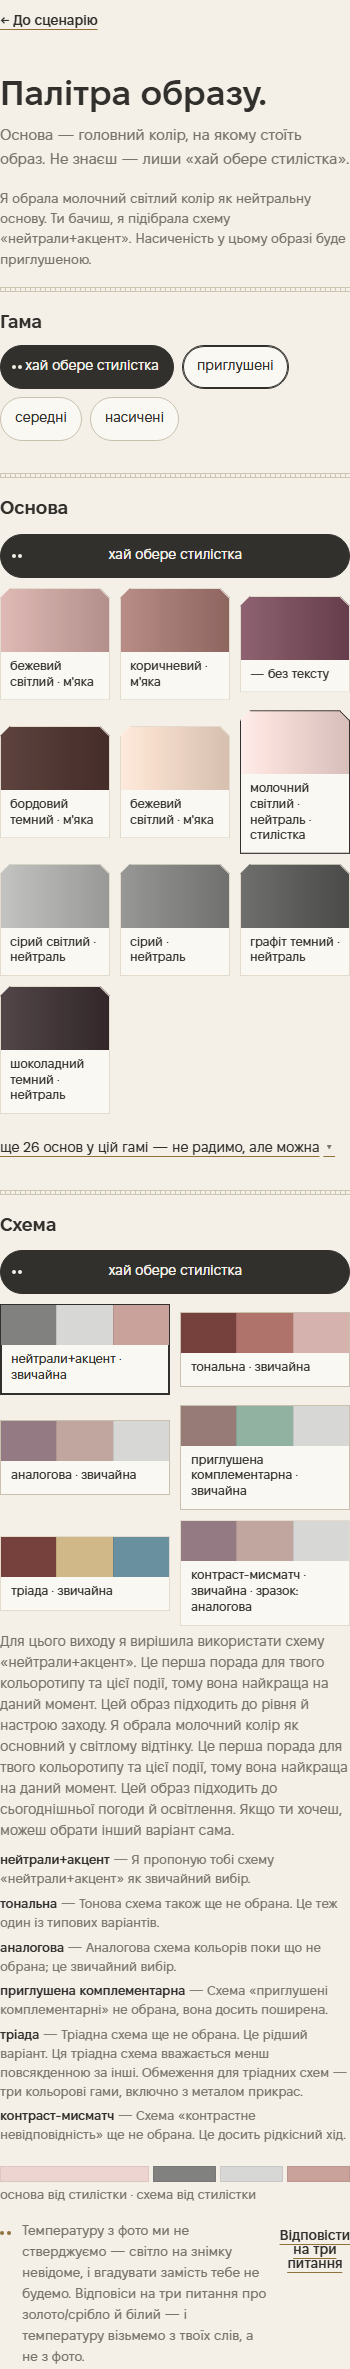 ← До сценарію
Палітра образу.
Основа — головний колір, на якому стоїть
образ. Не знаєш — лиши «хай обере стилістка».
Я обрала молочний світлий колір як нейтральну
основу. Ти бачиш, я підібрала схему
«нейтрали+акцент». Насиченість у цьому образі буде
приглушеною.
Гама
хай обере стилістка
приглушені
середні
насичені
Основа
хай обере стилістка
бежевий
світлий · м'яка
коричневий ·
м'яка
— без тексту
бордовий
темний · м'яка
бежевий
світлий · м'яка
молочний
світлий ·
нейтраль ·
стилістка
сірий світлий ·
нейтраль
сірий ·
нейтраль
графіт темний ·
нейтраль
шоколадний
темний ·
нейтраль
ще 26 основ у цій гамі — не радимо, але можна ▾
Схема
хай обере стилістка
нейтрали+акцент ·
звичайна
тональна · звичайна
аналогова · звичайна
приглушена
комплементарна ·
звичайна
тріада · звичайна
контраст-мисматч ·
звичайна · зразок:
аналогова
Для цього виходу я вирішила використати схему
«нейтрали+акцент». Це перша порада для твого
кольоротипу та цієї події, тому вона найкраща на
даний момент. Цей образ підходить до рівня й
настрою заходу. Я обрала молочний колір як
основний у світлому відтінку. Це перша порада для
твого кольоротипу та цієї події, тому вона найкраща
на даний момент. Цей образ підходить до
сьогоднішньої погоди й освітлення. Якщо ти хочеш,
можеш обрати інший варіант сама.
нейтрали+акцент — Я пропоную тобі схему
«нейтрали+акцент» як звичайний вибір.
тональна — Тонова схема також ще не обрана. Це теж
один із типових варіантів.
аналогова — Аналогова схема кольорів поки що не
обрана; це звичайний вибір.
приглушена комплементарна — Схема «приглушені
комплементарні» не обрана, вона досить поширена.
тріада — Тріадна схема ще не обрана. Це рідший
варіант. Ця тріадна схема вважається менш
повсякденною за інші. Обмеження для тріадних схем —
три кольорові гами, включно з металом прикрас.
контраст-мисматч — Схема «контрастне
невідповідність» ще не обрана. Це досить рідкісний хід.
основа від стилістки · схема від стилістки
Температуру з фото ми не
стверджуємо — світло на знімку
невідоме, і вгадувати замість тебе не
будемо. Відповіси на три питання про
золото/срібло й білий — і
температуру візьмемо з твоїх слів, а
не з фото.
Відповісти
на три
питання